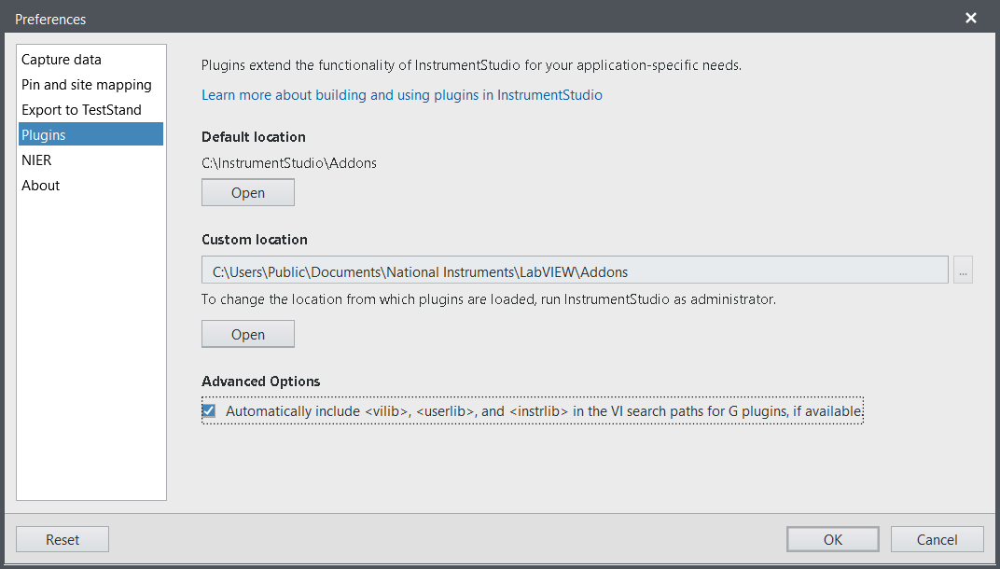 Preferences
Capture data
Pin and site mapping
Export to TestStand
Plugins
NIER
About
Plugins extend the functionality of InstrumentStudio for your application-specific needs.
Learn more about building and using plugins in InstrumentStudio
Default location
C:\InstrumentStudio\Addons
Open
Custom location
C:\Users\Public\Documents\National Instruments\LabVIEW\Addons
...
To change the location from which plugins are loaded, run InstrumentStudio as administrator.
Open
Advanced Options
Automatically include <vilib>, <userlib>, and <instrlib> in the VI search paths for G plugins, if available.
Reset
OK
Cancel